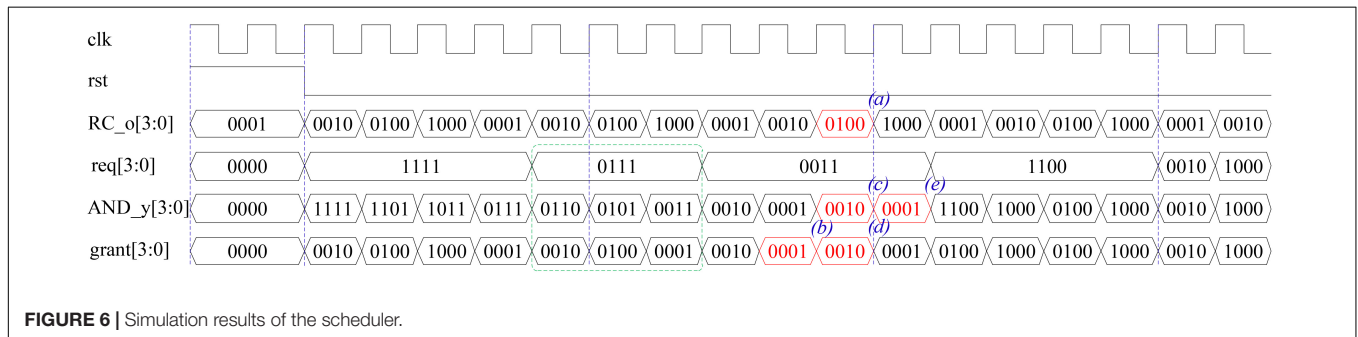 clk
rst
(a)
RC_o[3:0] 0001 0010 0100 1000 0001 0010 0100 1000 0001 0010 0100 1000 0001 0010 0100 1000 0001 0010
req[3:0] 0000 1111 0111 0011 1100 0010 1000
(c) (e)
AND_y[3:0] 0000 1111 1101 1011 0111 0110 0101 0011 0010 0001 0010 0001 1100 1000 0100 1000 0010 1000
(b) (d)
grant[3:0] 0000 0010 0100 1000 0001 0010 0100 0001 0010 0001 0010 0001 0100 1000 0100 1000 0010 1000
FIGURE 6 | Simulation results of the scheduler.